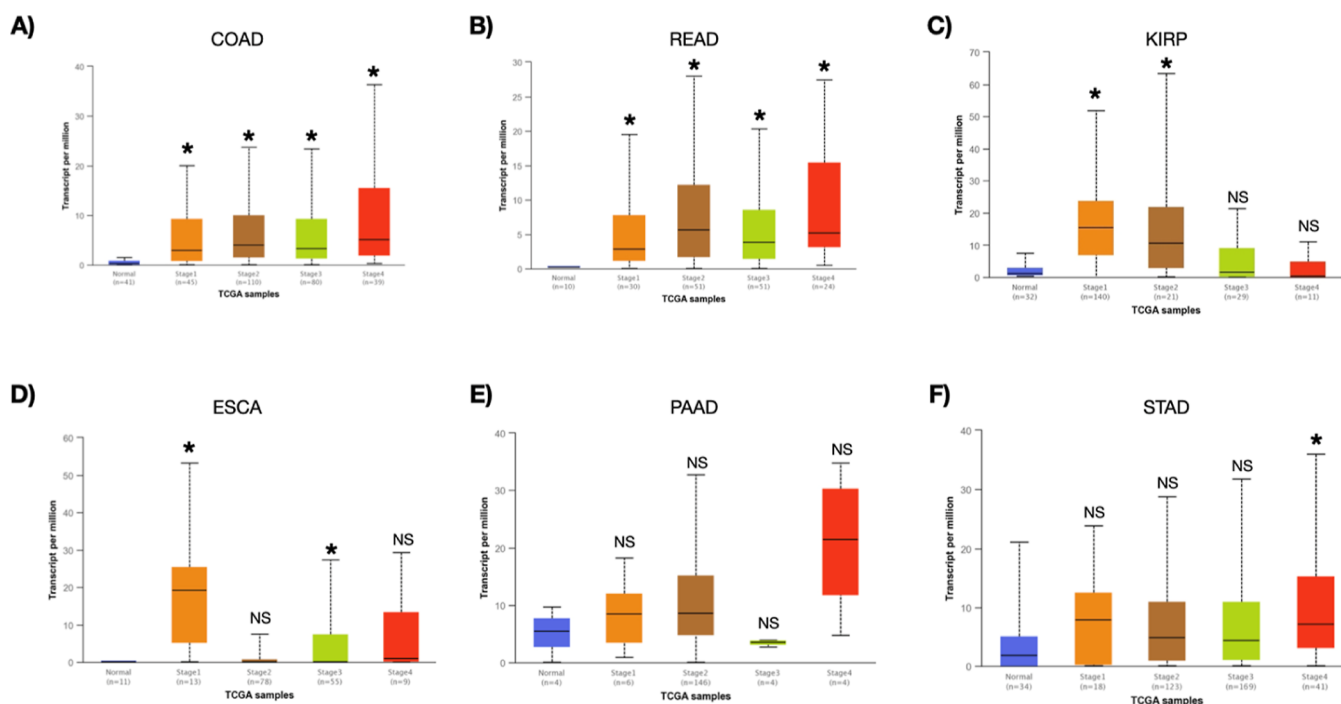 A)
COAD
*
*
*
*
Transcript per million
40
30
20
10
0
Normal
(n=41)
Stage1
(n=45)
Stage2
(n=110)
Stage3
(n=80)
Stage4
(n=39)
TCGA samples
B)
READ
*
*
*
*
Transcript per million
30
25
20
15
10
5
0
Normal
(n=10)
Stage1
(n=30)
Stage2
(n=51)
Stage3
(n=51)
Stage4
(n=24)
TCGA samples
C)
KIRP
*
*
NS
NS
Transcript per million
70
60
50
40
30
20
10
0
Normal
(n=32)
Stage1
(n=140)
Stage2
(n=21)
Stage3
(n=29)
Stage4
(n=11)
TCGA samples
D)
ESCA
*
NS
*
NS
Transcript per million
60
50
40
30
20
10
0
Normal
(n=11)
Stage1
(n=13)
Stage2
(n=78)
Stage3
(n=55)
Stage4
(n=9)
TCGA samples
E)
PAAD
NS
NS
NS
NS
Transcript per million
40
30
20
10
0
Normal
(n=4)
Stage1
(n=6)
Stage2
(n=146)
Stage3
(n=4)
Stage4
(n=4)
TCGA samples
F)
STAD
NS
NS
NS
*
Transcript per million
40
30
20
10
0
Normal
(n=34)
Stage1
(n=18)
Stage2
(n=123)
Stage3
(n=169)
Stage4
(n=41)
TCGA samples